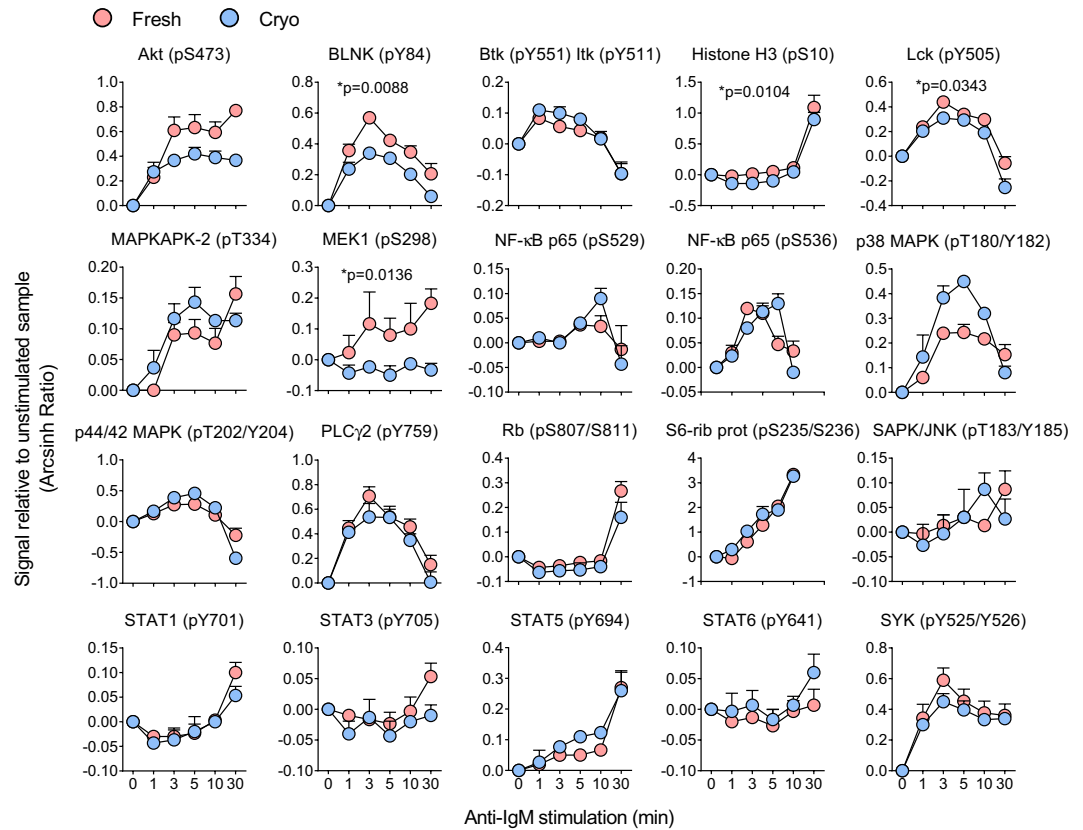 Fresh Cryo
Akt (pS473) BLNK (pY84) Btk (pY551) Itk (pY511) Histone H3 (pS10) Lck (pY505)
*p=0.0088 *p=0.0104 *p=0.0343
1.0 0.8 0.6 0.4 0.2 0.0
0.8 0.6 0.4 0.2 0.0
0.2 0.1 0.0 -0.1 -0.2
1.5 1.0 0.5 0.0 -0.5
0.6 0.4 0.2 0.0 -0.2 -0.4
MAPKAPK-2 (pT334) MEK1 (pS298) NF-κB p65 (pS529) NF-κB p65 (pS536) p38 MAPK (pT180/Y182)
*p=0.0136
0.20 0.15 0.10 0.05 0.00
0.3 0.2 0.1 0.0 -0.1
0.15 0.10 0.05 0.00 -0.05 -0.10
0.20 0.15 0.10 0.05 0.00 0.05
0.5 0.4 0.3 0.2 0.1 0.0
Signal relative to unstimulated sample
(Arcsinh Ratio)
p44/42 MAPK (pT202/Y204) PLCγ2 (pY759) Rb (pS807/S811) S6-rib prot (pS235/S236) SAPK/JNK (pT183/Y185)
1.0 0.5 0.0 -0.5 -1.0
0.8 0.6 0.4 0.2 0.0
0.4 0.3 0.2 0.1 0.0 -0.1
4 3 2 1 0 -1
0.15 0.10 0.05 0.00 -0.05 0.10
STAT1 (pY701) STAT3 (pY705) STAT5 (pY694) STAT6 (pY641) SYK (pY525/Y526)
0.15 0.10 0.05 0.00 -0.05 -0.10
0.10 0.05 0.00 -0.05 -0.10
0.4 0.3 0.2 0.1 0.0
0.10 0.05 0.00 -0.05 -0.10
0.8 0.6 0.4 0.2 0.0
0 1 3 5 10 30 0 1 3 5 10 30 0 1 3 5 10 30 0 1 3 5 10 30 0 1 3 5 10 30
Anti-IgM stimulation (min)